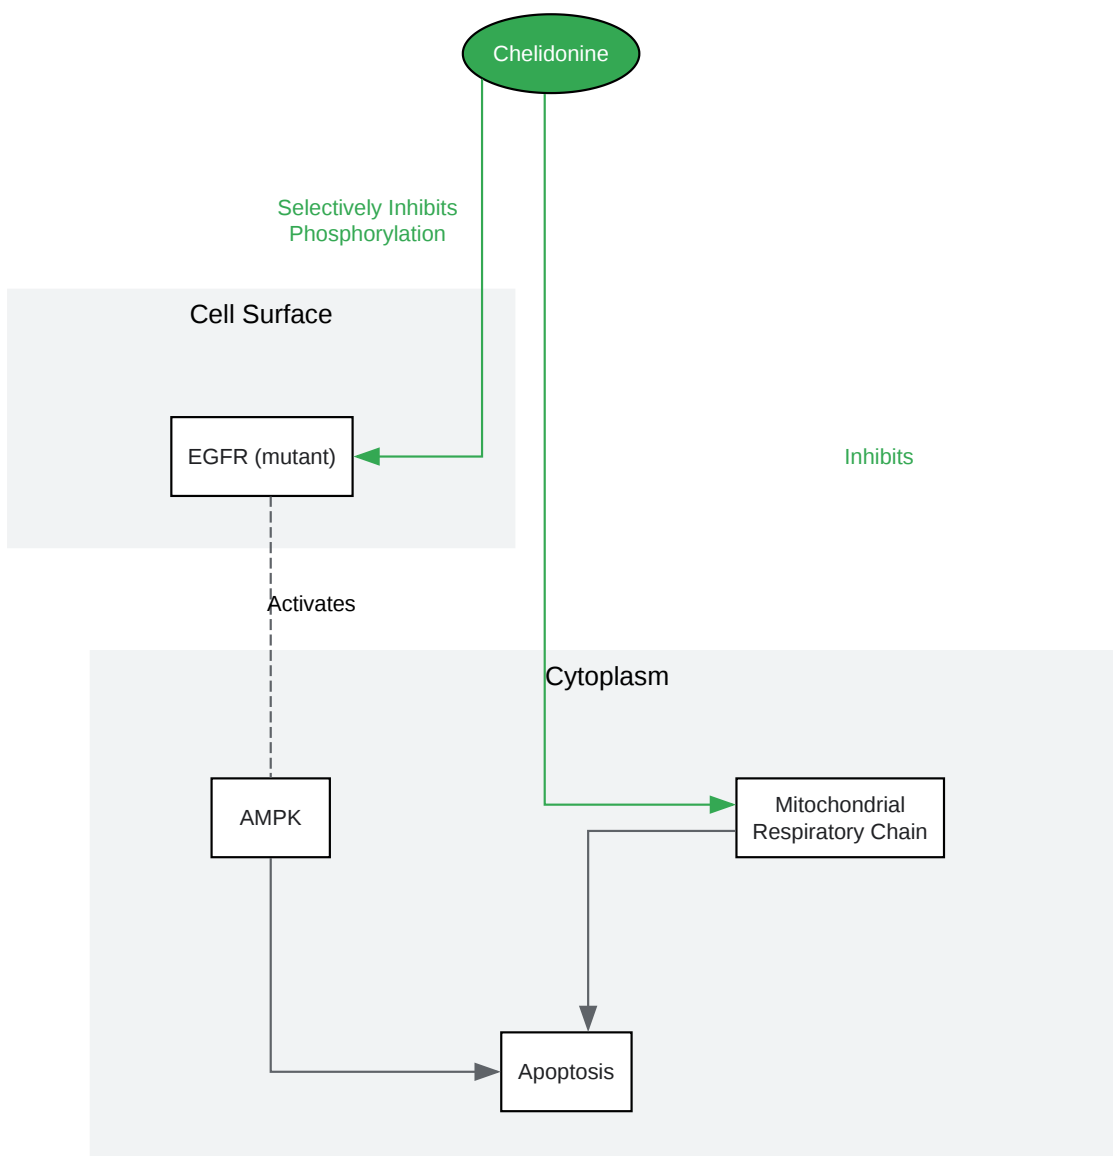 Chelidonine
Selectively Inhibits
Phosphorylation
Cell Surface
EGFR (mutant)
Inhibits
Activates
Cytoplasm
AMPK
Mitochondrial
Respiratory Chain
Apoptosis